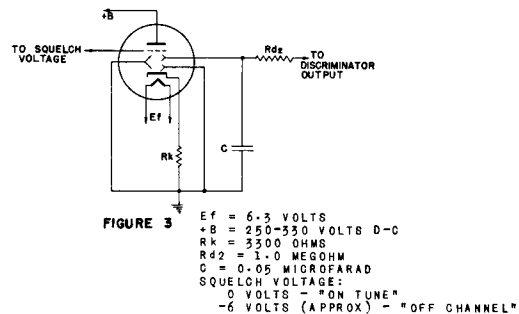 +B
TO SQUELCH
VOLTAGE
Rd2
TO
DISCRIMINATOR
OUTPUT
Ef
C
Rk
FIGURE 3
Ef = 6.3 VOLTS
+B = 250-330 VOLTS D-C
Rk = 3300 OHMS
Rd2 = 1.0 MEGOHM
C = 0.05 MICROFARAD
SQUELCH VOLTAGE:
0 VOLTS - "ON TUNE"
-6 VOLTS (APPROX) - "OFF CHANNEL"